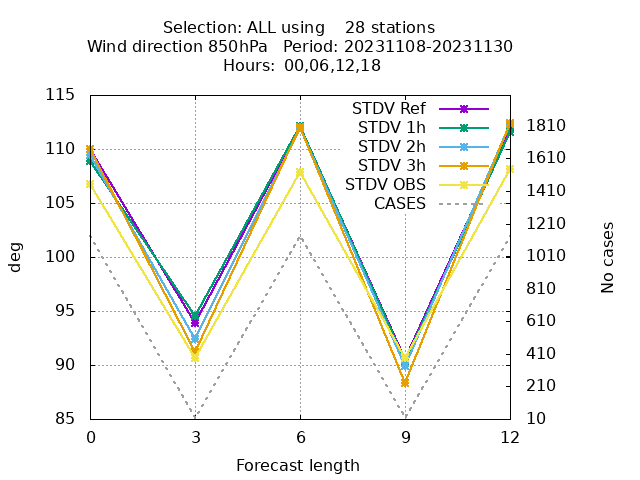 Selection: ALL using    28 stations
Wind direction 850hPa   Period: 20231108-20231130
Hours:  00,06,12,18
STDV Ref
STDV 1h
STDV 2h
STDV 3h
STDV OBS
CASES
115
110
105
100
95
90
85
deg
1810
1610
1410
1210
1010
810
610
410
210
10
No cases
0
3
6
9
12
Forecast length